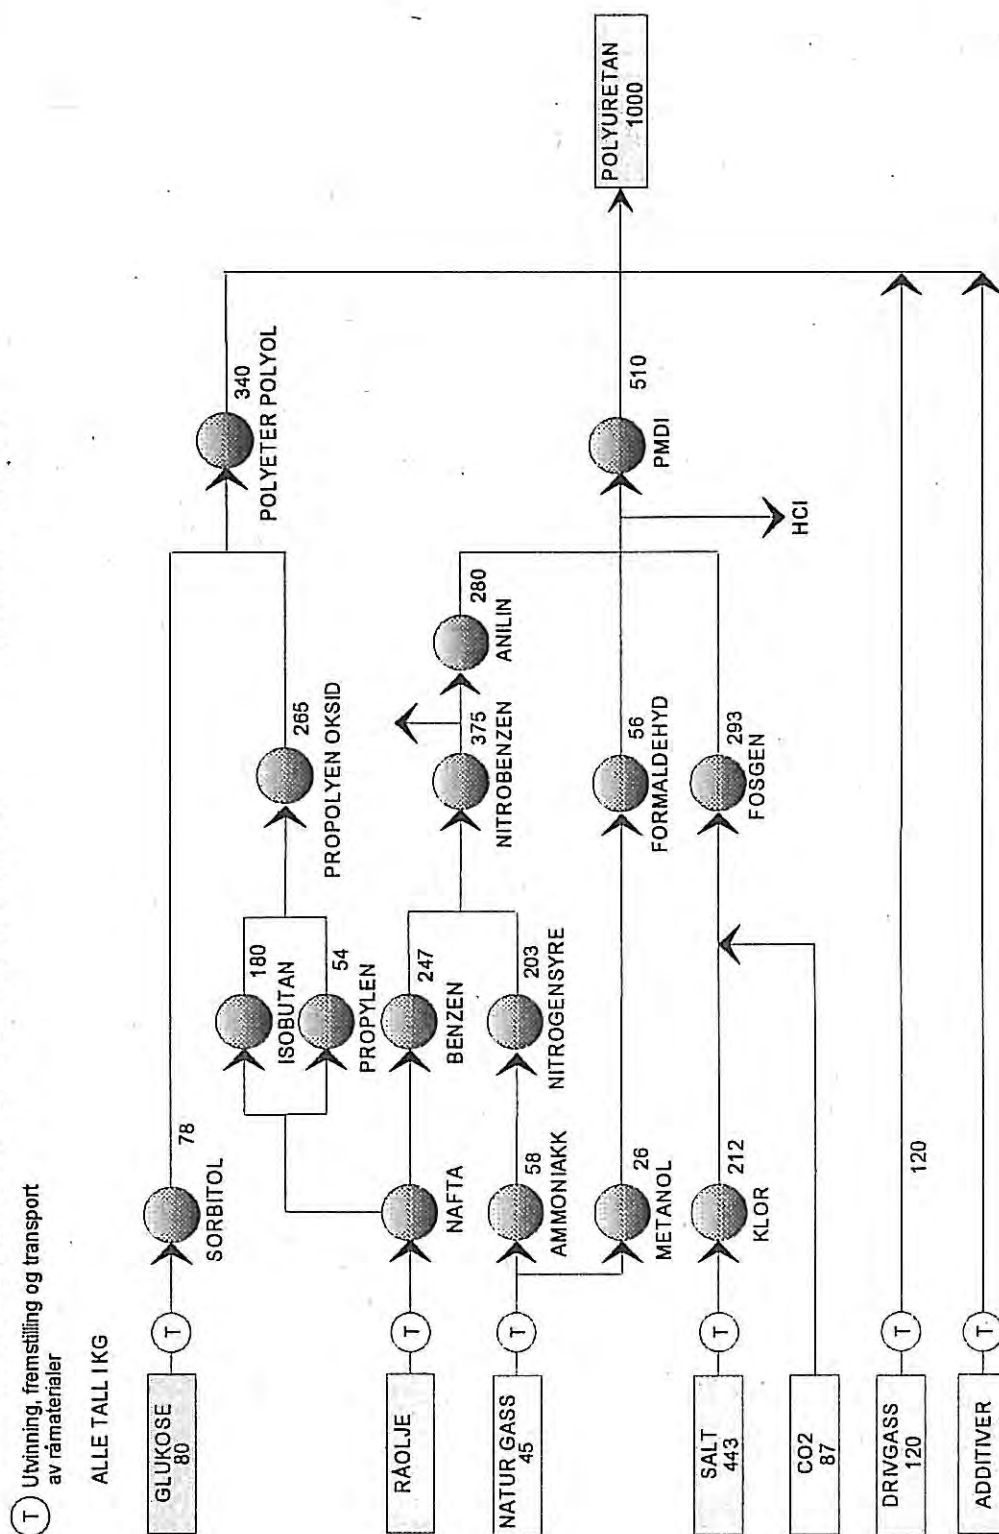 T Utvinning, fremstilling og transport
av råmaterialer
ALLE TALL I KG
GLUKOSE
80
T
SORBITOL
78
ISOBUTAN
180
PROPYLEN
54
PROPOLYEN OKSID
265
POLYETER POLYOL
340
RÅOLJE
T
NAFTA
BENZEN
247
NITROBENZEN
375
ANILIN
280
NATUR GASS
45
T
AMMONIAKK
58
NITROGENSYRE
203
METANOL
26
FORMALDEHYD
56
PMDI
510
HCl
POLYURETAN
1000
SALT
443
T
KLOR
212
FOSGEN
293
CO2
87
DRIVGASS
120
T
120
ADDITIVER
T